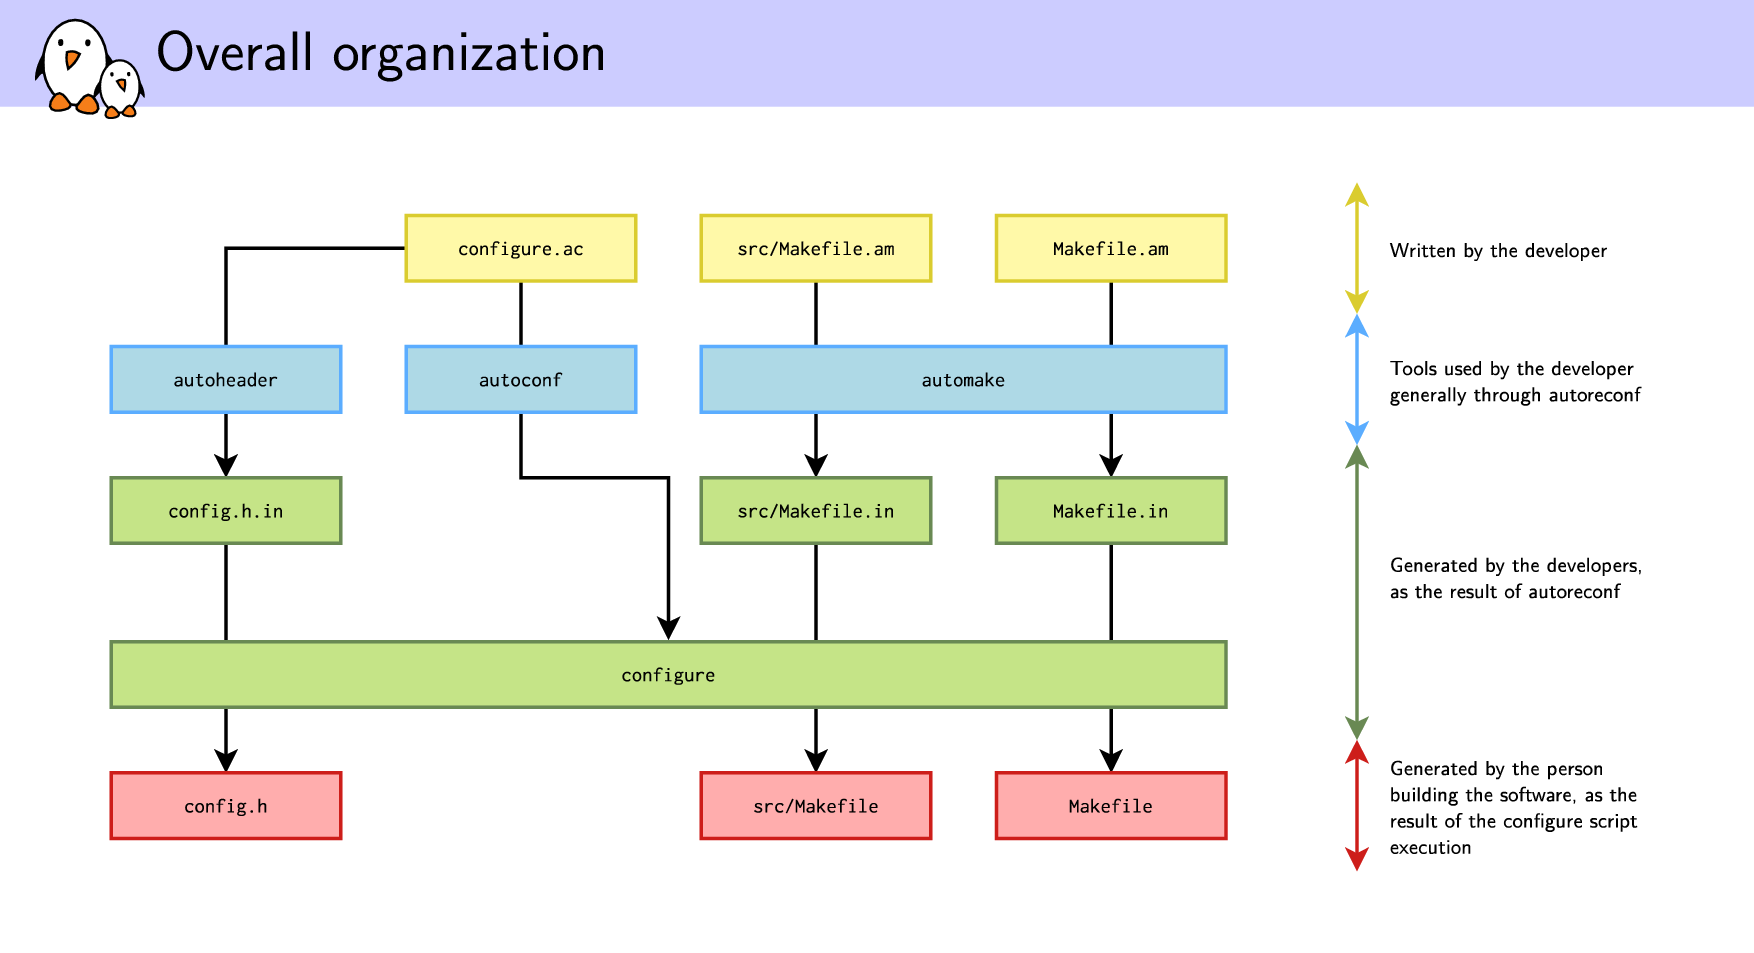 Overall organization
configure.ac
src/Makefile.am
Makefile.am
Written by the developer
autoheader
autoconf
automake
Tools used by the developer
generally through autoreconf
config.h.in
src/Makefile.in
Makefile.in
Generated by the developers,
as the result of autoreconf
configure
config.h
src/Makefile
Makefile
Generated by the person
building the software, as the
result of the configure script
execution